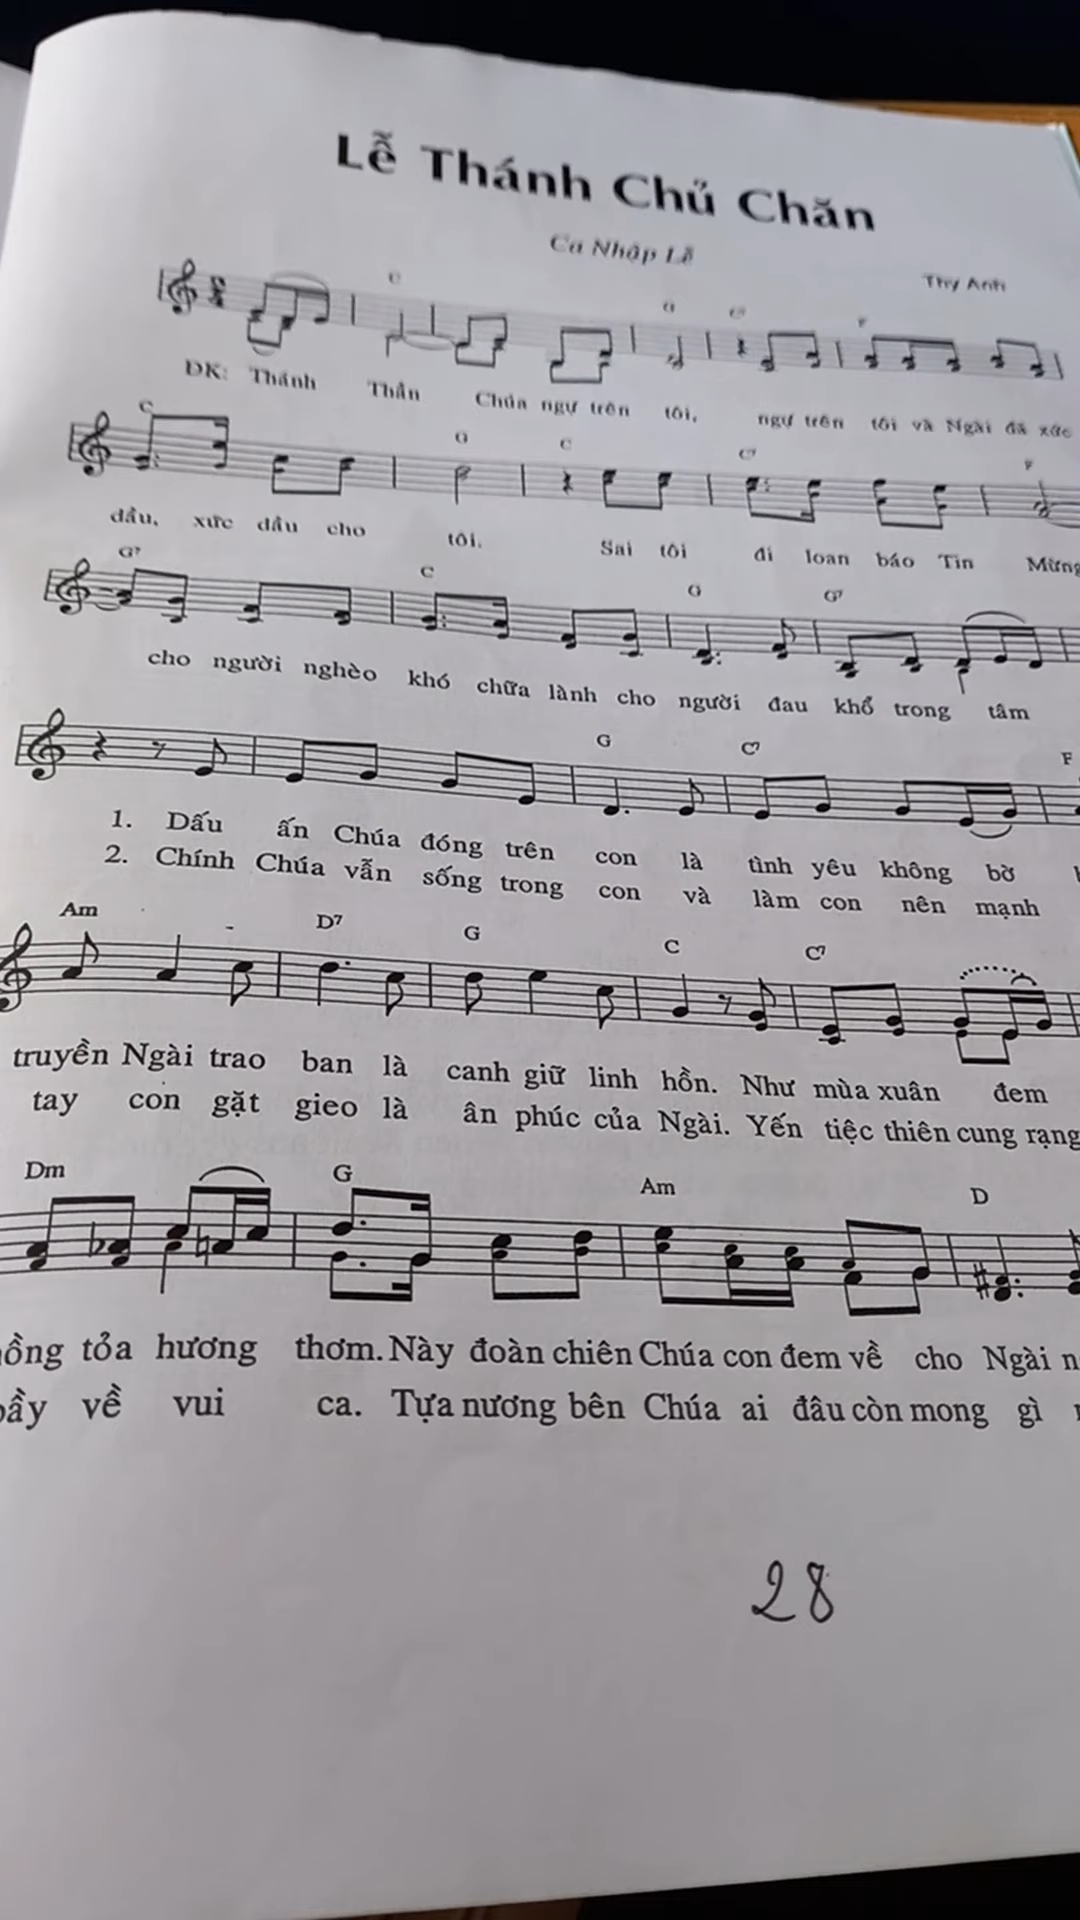 Lễ Thánh Chủ Chăn
Ca Nhập Lễ
Thy Anh
C G C7 F
ĐK: Thánh Thần Chúa ngự trên tôi, ngự trên tôi và Ngài đã xức
C G C C7 F
dầu, xức dầu cho tôi. Sai tôi đi loan báo Tin Mừng
G7 C G G7
cho người nghèo khó chữa lành cho người đau khổ trong tâm
G C7 F
1. Dấu ấn Chúa đóng trên con là tình yêu không bờ
2. Chính Chúa vẫn sống trong con và làm con nên mạnh
Am D7 G C C7
truyền Ngài trao ban là canh giữ linh hồn. Như mùa xuân đem
tay con gặt gieo là ân phúc của Ngài. Yến tiệc thiên cung rạng
Dm G Am D
tỏa hương thơm. Này đoàn chiên Chúa con đem về cho Ngài
về vui ca. Tựa nương bên Chúa ai đâu còn mong gì
28